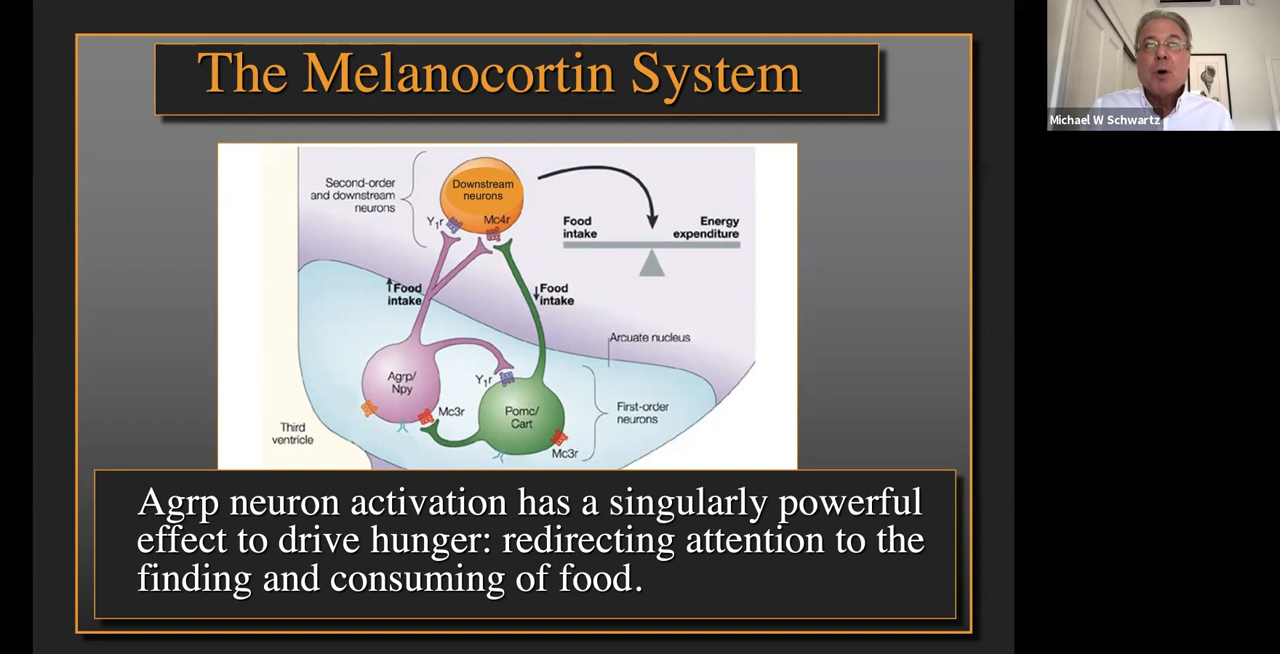 The Melanocortin System
Michael W Schwartz
Second-order
and downstream
neurons
Downstream
neurons
Y₁r
Mc4r
Food
intake
Energy
expenditure
↑Food
intake
↓Food
intake
Arcuate nucleus
Agrp/
Npy
Y₁r
Mc3r
Pomc/
Cart
First-order
neurons
Third
ventricle
Mc3r
Agrp neuron activation has a singularly powerful
effect to drive hunger: redirecting attention to the
finding and consuming of food.